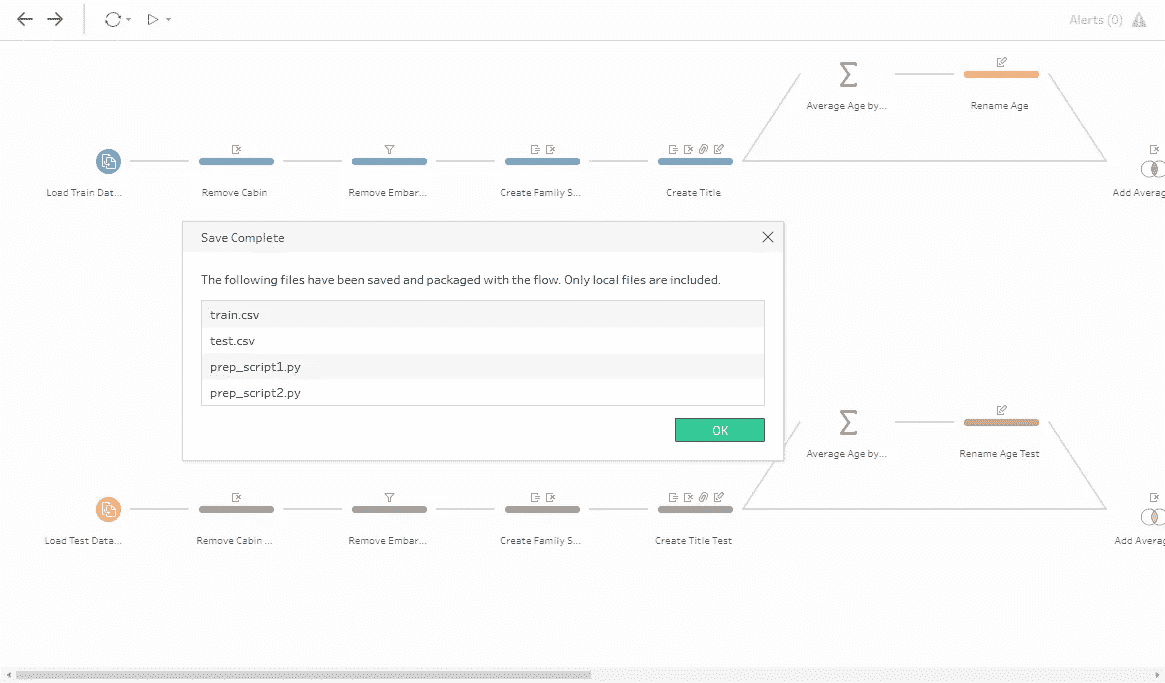 Alerts (0)
Average Age by...
Rename Age
Load Train Dat...
Remove Cabin
Remove Embar...
Create Family S...
Create Title
Add Averag
Save Complete
The following files have been saved and packaged with the flow. Only local files are included.
train.csv
test.csv
prep_script1.py
prep_script2.py
OK
Average Age by...
Rename Age Test
Load Test Data...
Remove Cabin ...
Remove Embar...
Create Family S...
Create Title Test
Add Averag